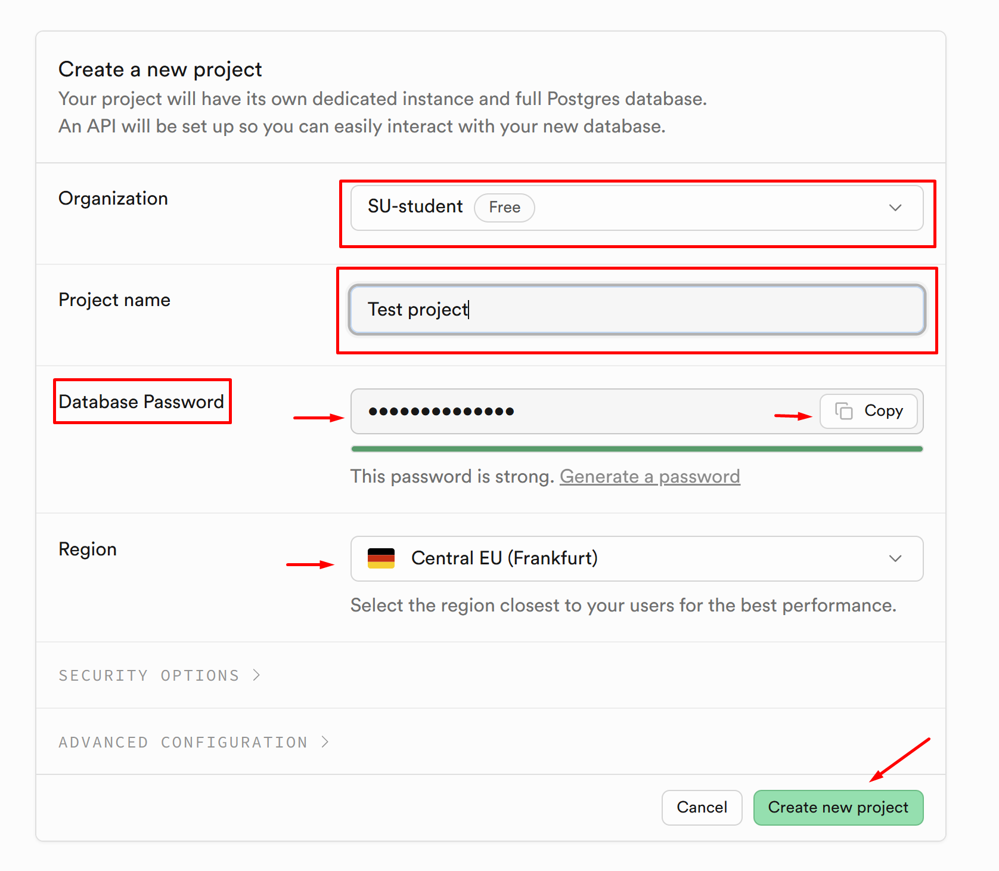 Create a new project
Your project will have its own dedicated instance and full Postgres database.
An API will be set up so you can easily interact with your new database.
Organization
SU-student Free
Project name
Test project
Database Password
●●●●●●●●●●●●●● Copy
This password is strong. Generate a password
Region
Central EU (Frankfurt)
Select the region closest to your users for the best performance.
SECURITY OPTIONS >
ADVANCED CONFIGURATION >
Cancel Create new project